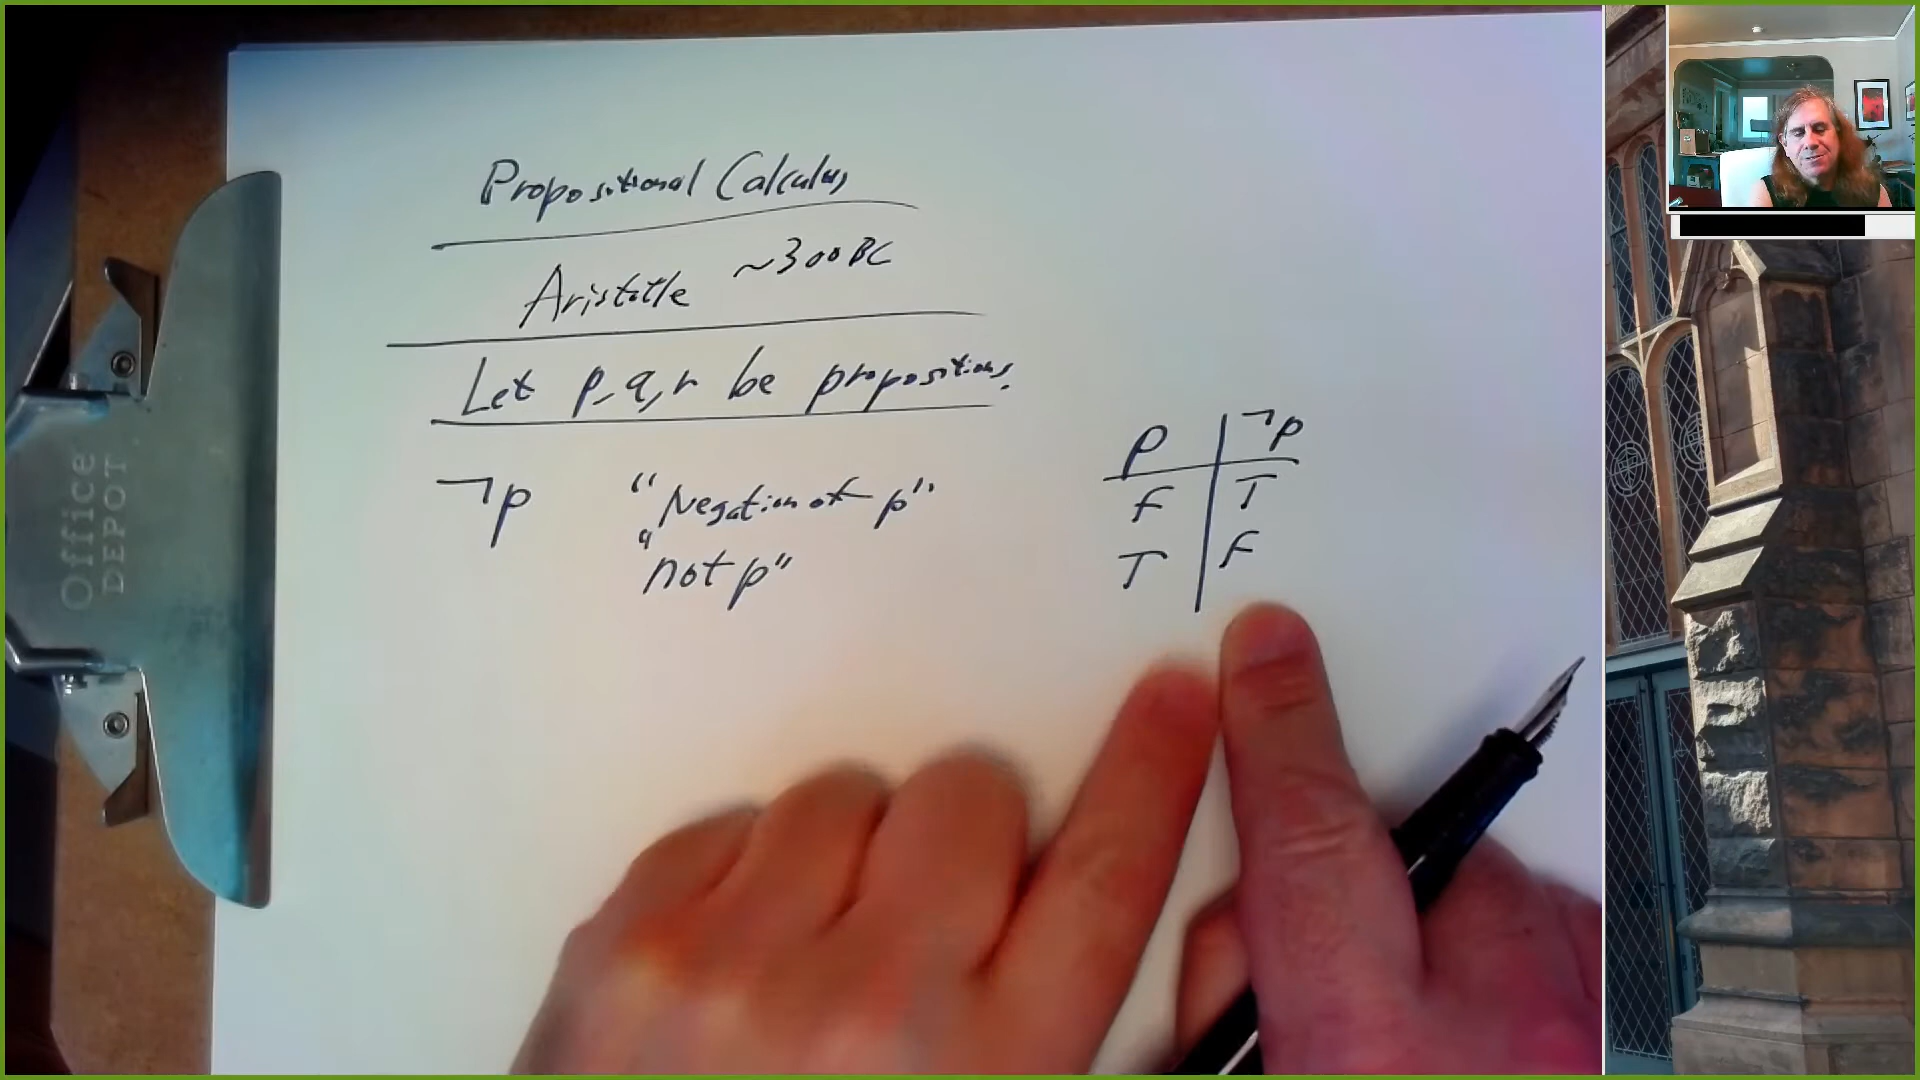 Propositional Calculus
Aristotle ~300BC
Let p, q, r be propositions.
¬p "Negation of p"
"not p"
p ¬p
F T
T F
Office DEPOT